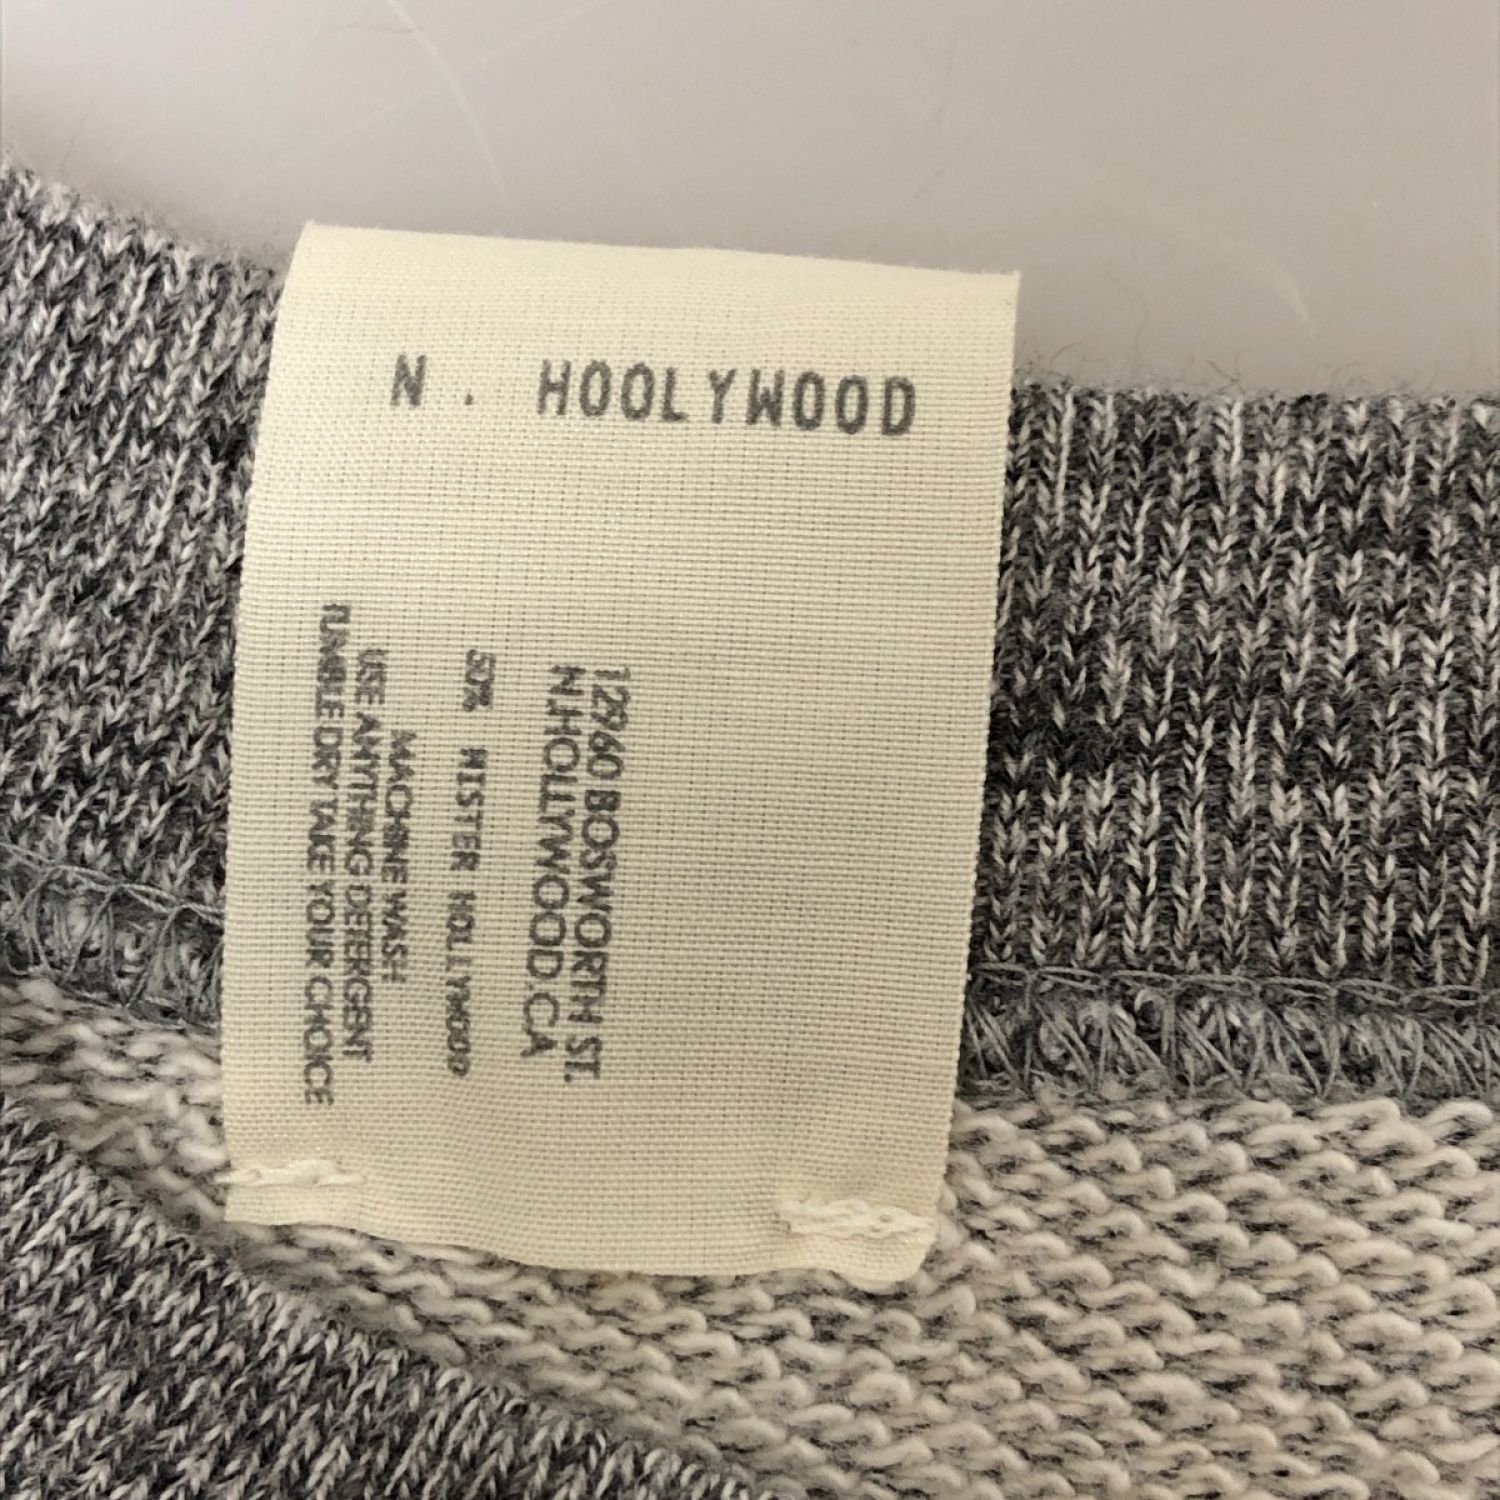 N. HOOLYWOOD
12960 BOSWORTH ST.
N.HOLLYWOOD.CA
50% MISTER HOLLYWOOD
MACHINE WASH
USE ANYTHING DETERGENT
TUMBLE DRY TAKE YOUR CHOICE